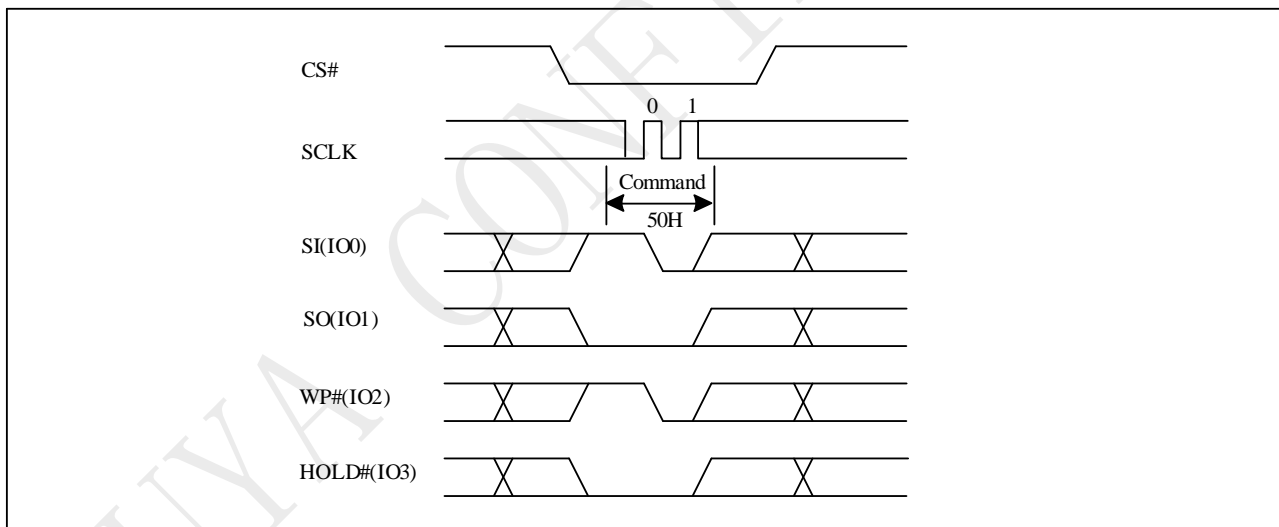 CS#
0 1
SCLK
Command
50H
SI(IO0)
SO(IO1)
WP#(IO2)
HOLD#(IO3)